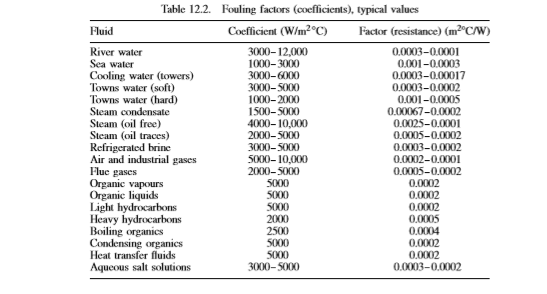 Table 12.2. Fouling factors (coefficients), typical values
Fluid Coefficient (W/m²°C) Factor (resistance) (m²°C/W)
River water 3000–12,000 0.0003–0.0001
Sea water 1000–3000 0.001–0.0003
Cooling water (towers) 3000–6000 0.0003–0.00017
Towns water (soft) 3000–5000 0.0003–0.0002
Towns water (hard) 1000–2000 0.001–0.0005
Steam condensate 1500–5000 0.00067–0.0002
Steam (oil free) 4000–10,000 0.0025–0.0001
Steam (oil traces) 2000–5000 0.0005–0.0002
Refrigerated brine 3000–5000 0.0003–0.0002
Air and industrial gases 5000–10,000 0.0002–0.0001
Flue gases 2000–5000 0.0005–0.0002
Organic vapours 5000 0.0002
Organic liquids 5000 0.0002
Light hydrocarbons 5000 0.0002
Heavy hydrocarbons 2000 0.0005
Boiling organics 2500 0.0004
Condensing organics 5000 0.0002
Heat transfer fluids 5000 0.0002
Aqueous salt solutions 3000–5000 0.0003–0.0002